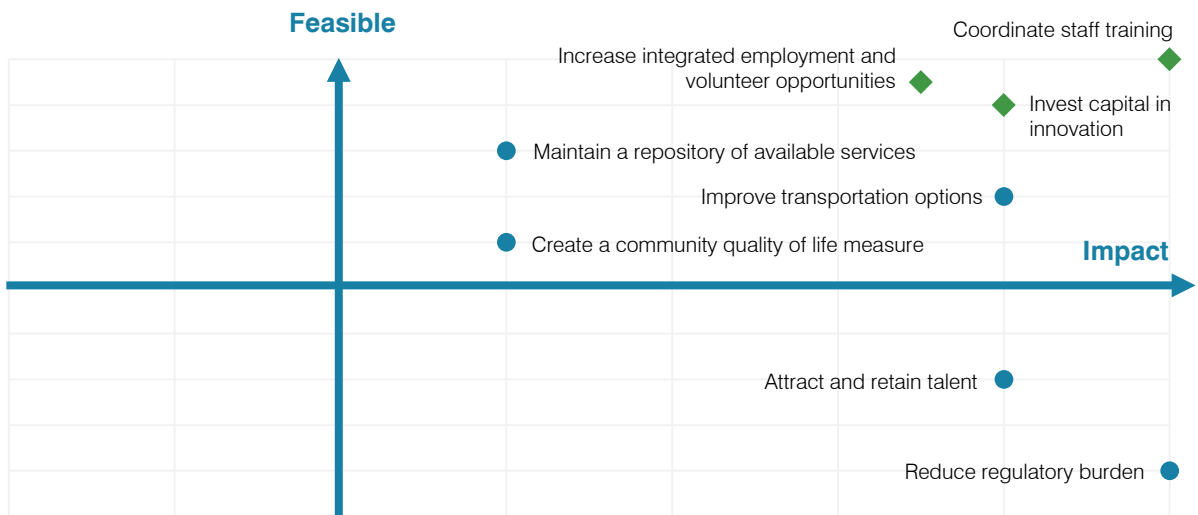 Feasible
Coordinate staff training
Increase integrated employment and
volunteer opportunities
Invest capital in
innovation
Maintain a repository of available services
Improve transportation options
Create a community quality of life measure
Impact
Attract and retain talent
Reduce regulatory burden